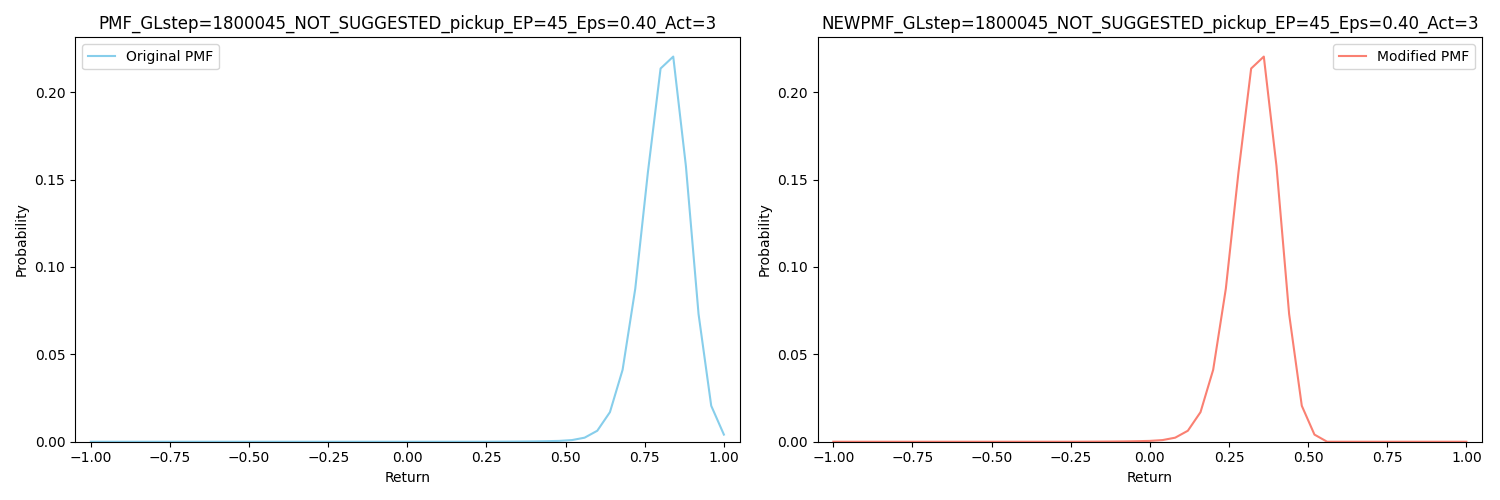 PMF_GLstep=1800045_NOT_SUGGESTED_pickup_EP=45_Eps=0.40_Act=3
Original PMF
Probability
0.20
0.15
0.10
0.05
0.00
−1.00 −0.75 −0.50 −0.25 0.00 0.25 0.50 0.75 1.00
Return
NEWPMF_GLstep=1800045_NOT_SUGGESTED_pickup_EP=45_Eps=0.40_Act=3
Modified PMF
Probability
0.20
0.15
0.10
0.05
0.00
−1.00 −0.75 −0.50 −0.25 0.00 0.25 0.50 0.75 1.00
Return